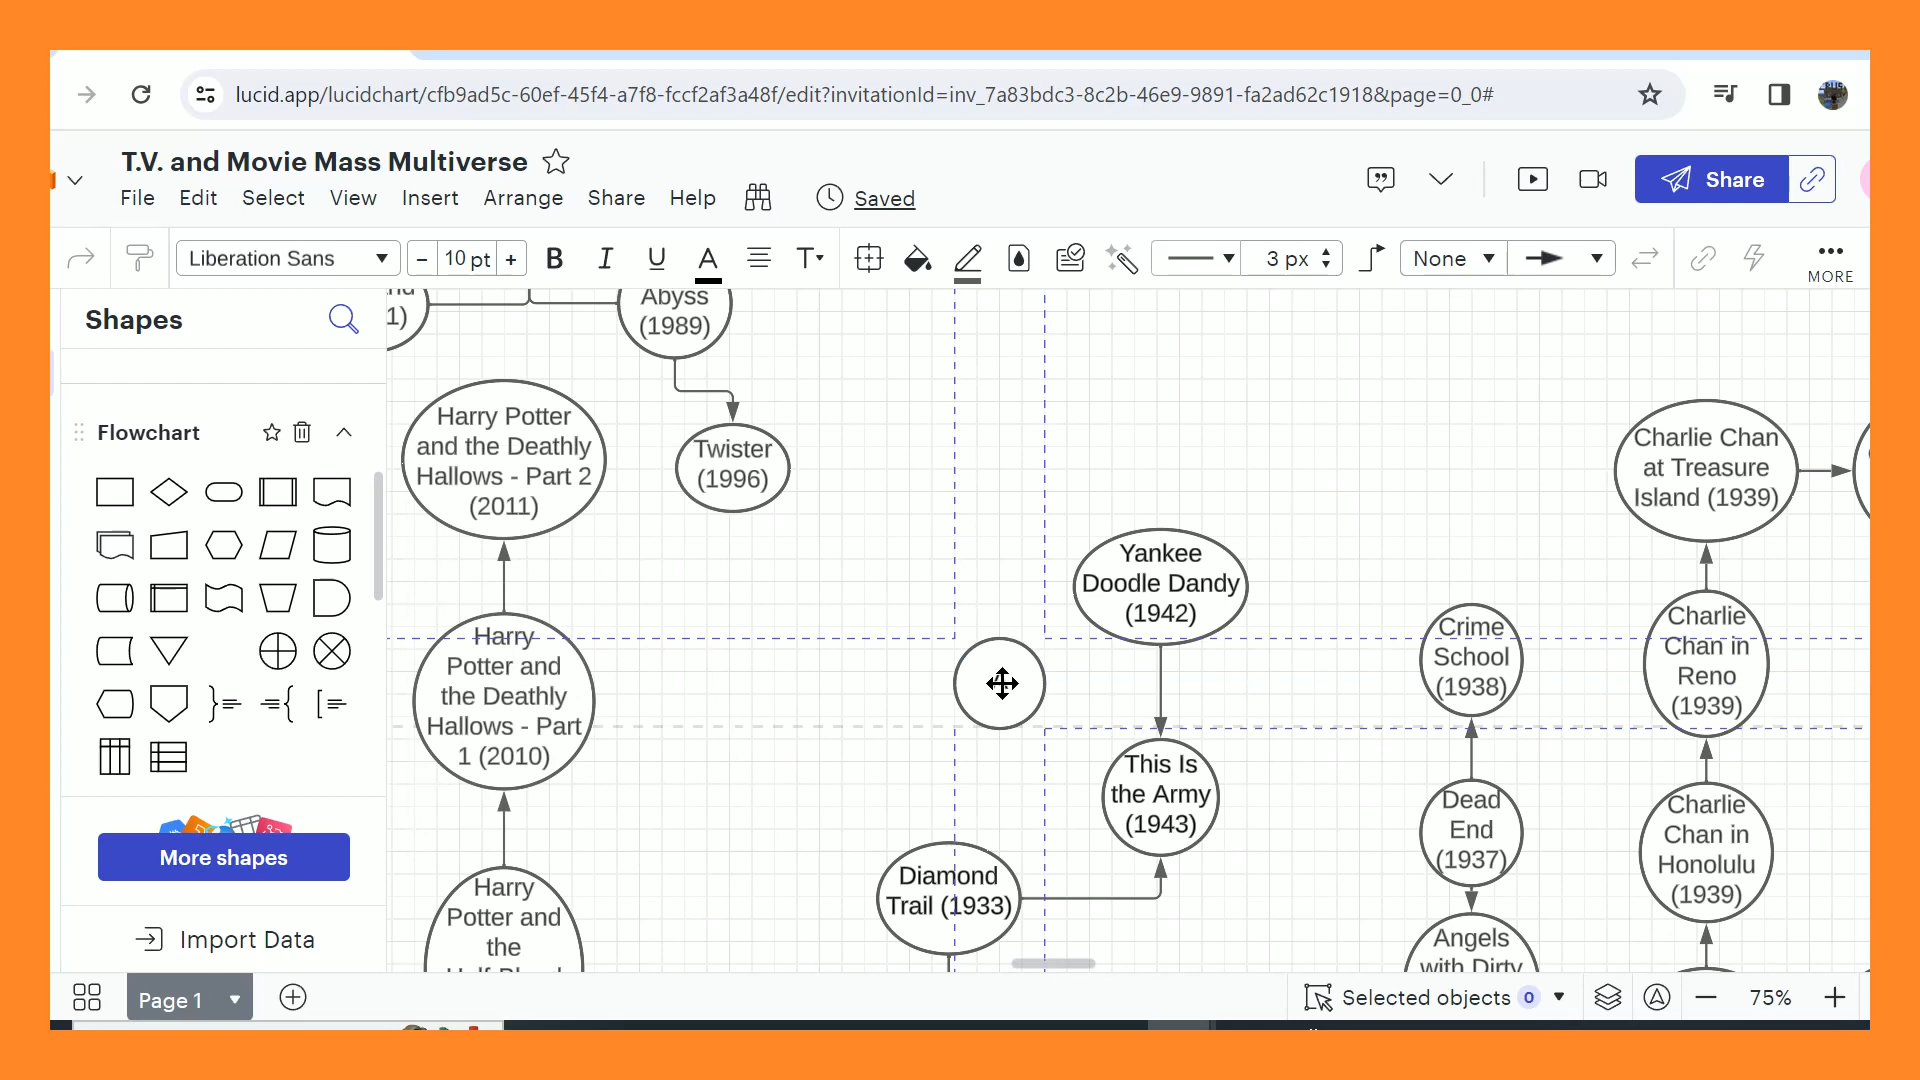 lucid.app/lucidchart/cfb9ad5c-60ef-45f4-a7f8-fccf2af3a48f/edit?invitationId=inv_7a83bdc3-8c2b-46e9-9891-fa2ad62c1918&page=0_0#
T.V. and Movie Mass Multiverse
File Edit Select View Insert Arrange Share Help Saved
Share
Liberation Sans
10 pt
B I U A
3 px
None
MORE
Shapes
Flowchart
More shapes
Import Data
1)
Abyss
(1989)
Twister
(1996)
Harry Potter
and the Deathly
Hallows - Part 2
(2011)
Harry
Potter and
the Deathly
Hallows - Part
1 (2010)
Harry
Potter and
the
Yankee
Doodle Dandy
(1942)
This Is
the Army
(1943)
Diamond
Trail (1933)
Crime
School
(1938)
Dead
End
(1937)
Angels
with Dirty
Charlie Chan
at Treasure
Island (1939)
Charlie
Chan in
Reno
(1939)
Charlie
Chan in
Honolulu
(1939)
Page 1
Selected objects 0
75%